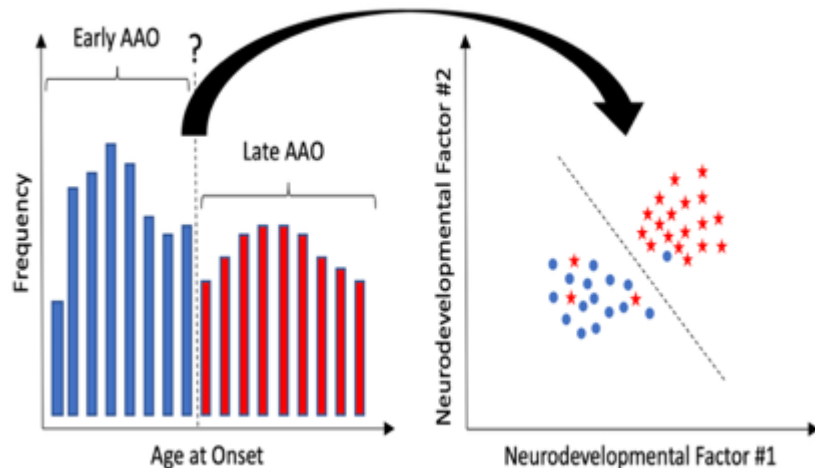 Early AAO
?
Late AAO
Frequency
Age at Onset
Neurodevelopmental Factor #2
Neurodevelopmental Factor #1